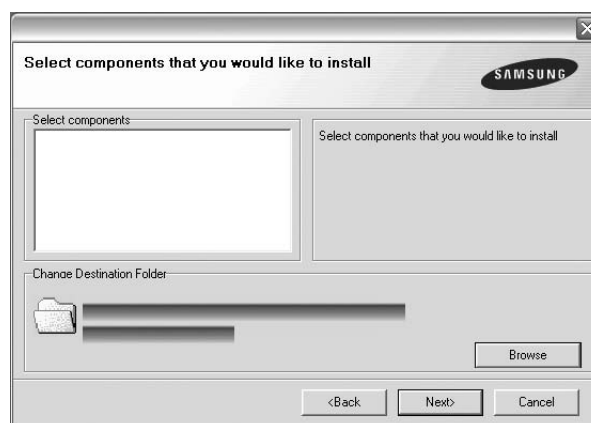 Select components that you would like to install
SAMSUNG
Select components
Select components that you would like to install
Change Destination Folder
Browse
<Back
Next>
Cancel